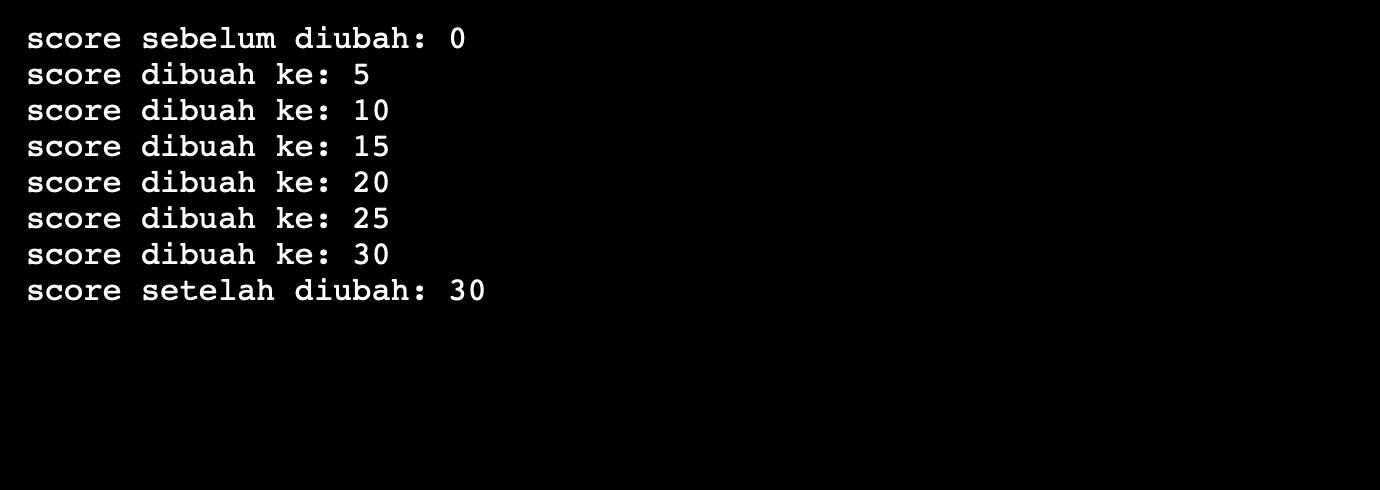 score sebelum diubah: 0
score dibuah ke: 5
score dibuah ke: 10
score dibuah ke: 15
score dibuah ke: 20
score dibuah ke: 25
score dibuah ke: 30
score setelah diubah: 30